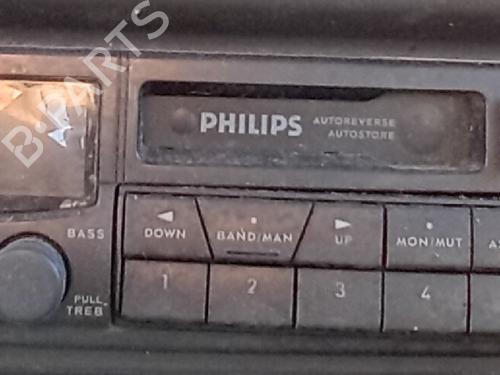 B-PARTS
PHILIPS
AUTOREVERSE
AUTOSTORE
BASS
DOWN
BAND/MAN
UP
MON/MUT
PULL
TREB
1
2
3
4